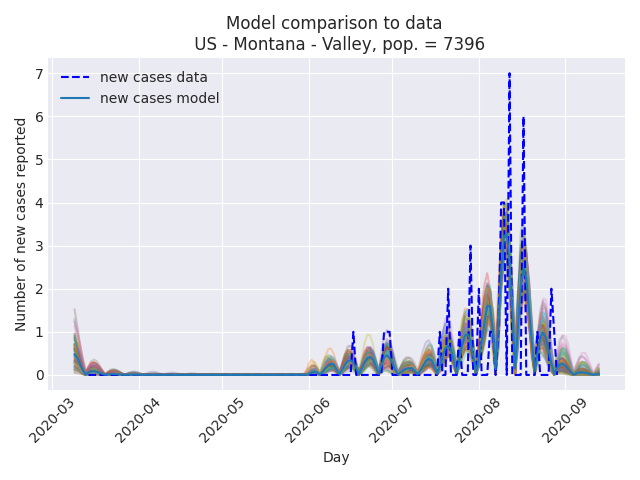 Model comparison to data
US - Montana - Valley, pop. = 7396
new cases data
new cases model
Number of new cases reported
7
6
5
4
3
2
1
0
2020-03
2020-04
2020-05
2020-06
2020-07
2020-08
2020-09
Day